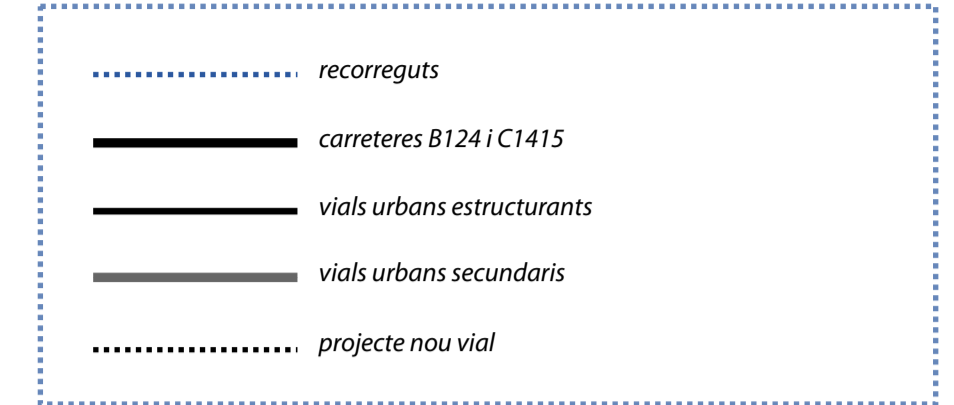 recorreguts
carreteres B124 i C1415
vials urbans estructurants
vials urbans secundaris
projecte nou vial